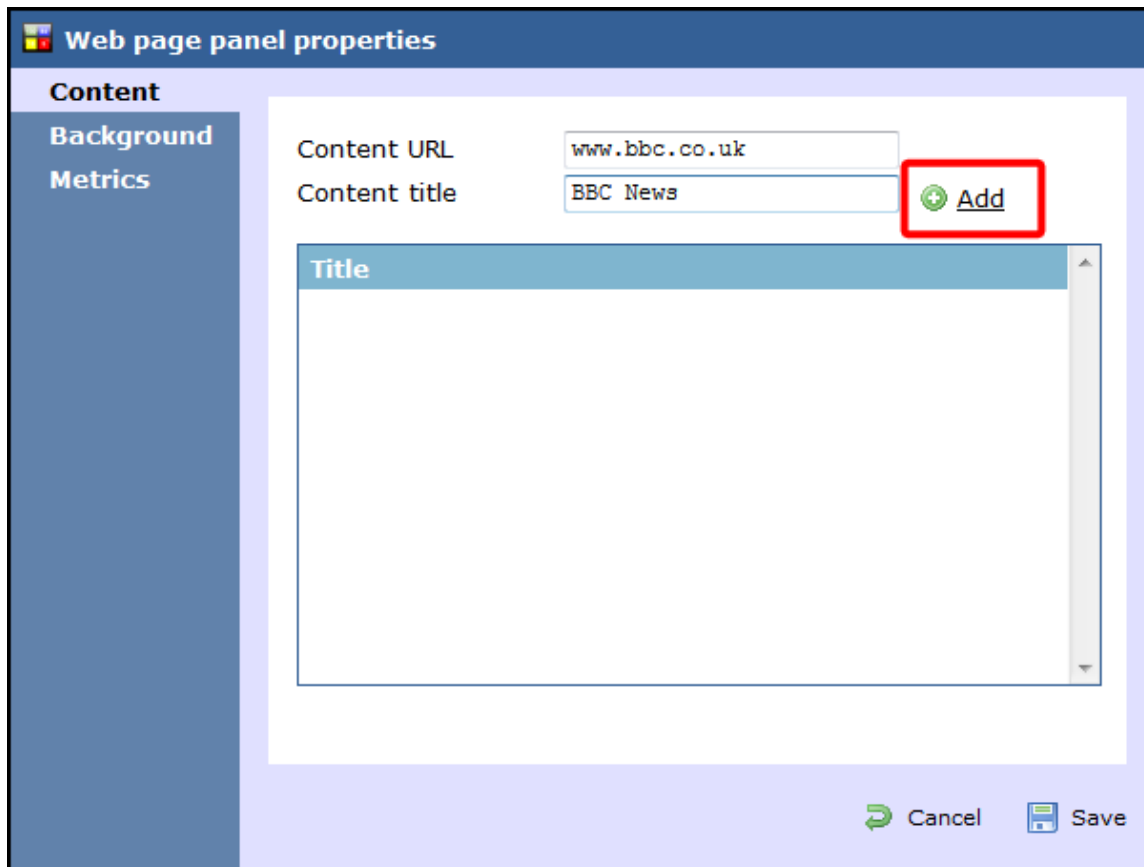 Web page panel properties
Content
Background
Metrics
Content URL www.bbc.co.uk
Content title BBC News Add
Title
Cancel Save